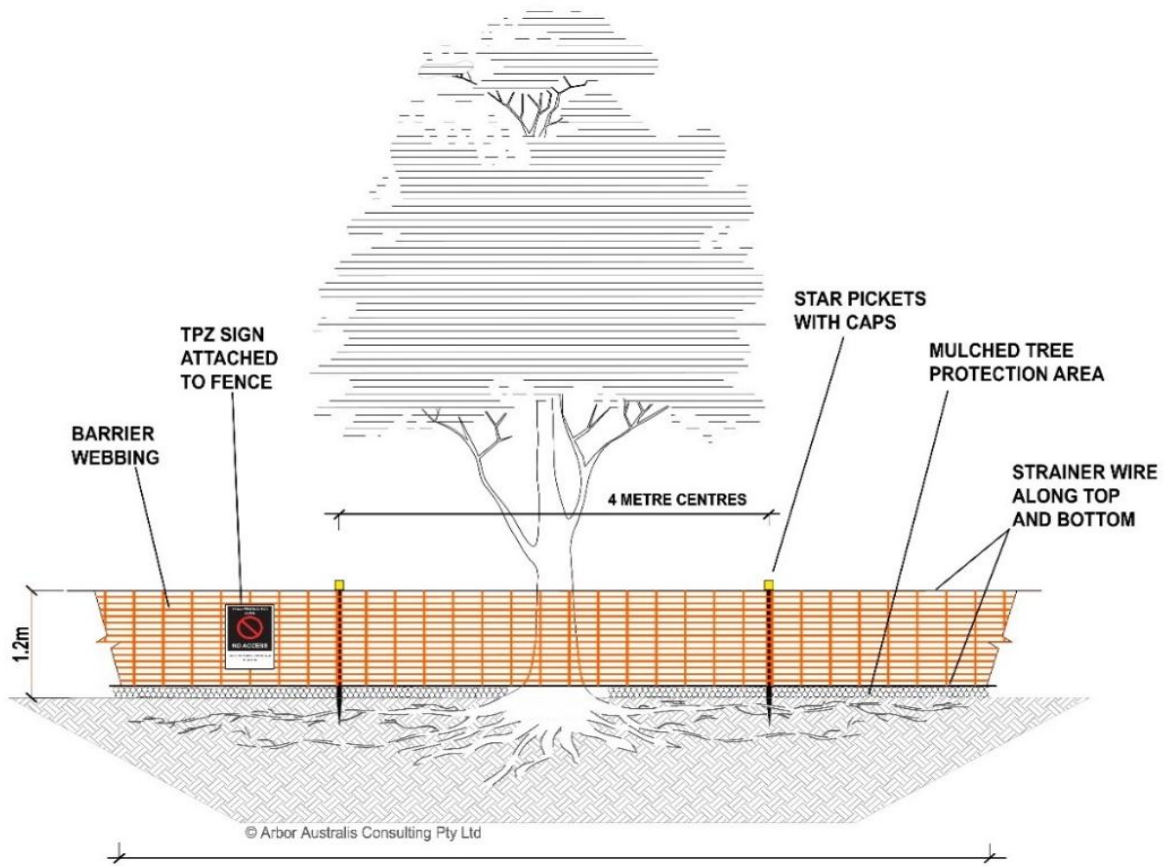 STAR PICKETS
WITH CAPS
TPZ SIGN
ATTACHED
TO FENCE
MULCHED TREE
PROTECTION AREA
BARRIER
WEBBING
STRAINER WIRE
ALONG TOP
AND BOTTOM
4 METRE CENTRES
1.2m
NO ACCESS
© Arbor Australis Consulting Pty Ltd